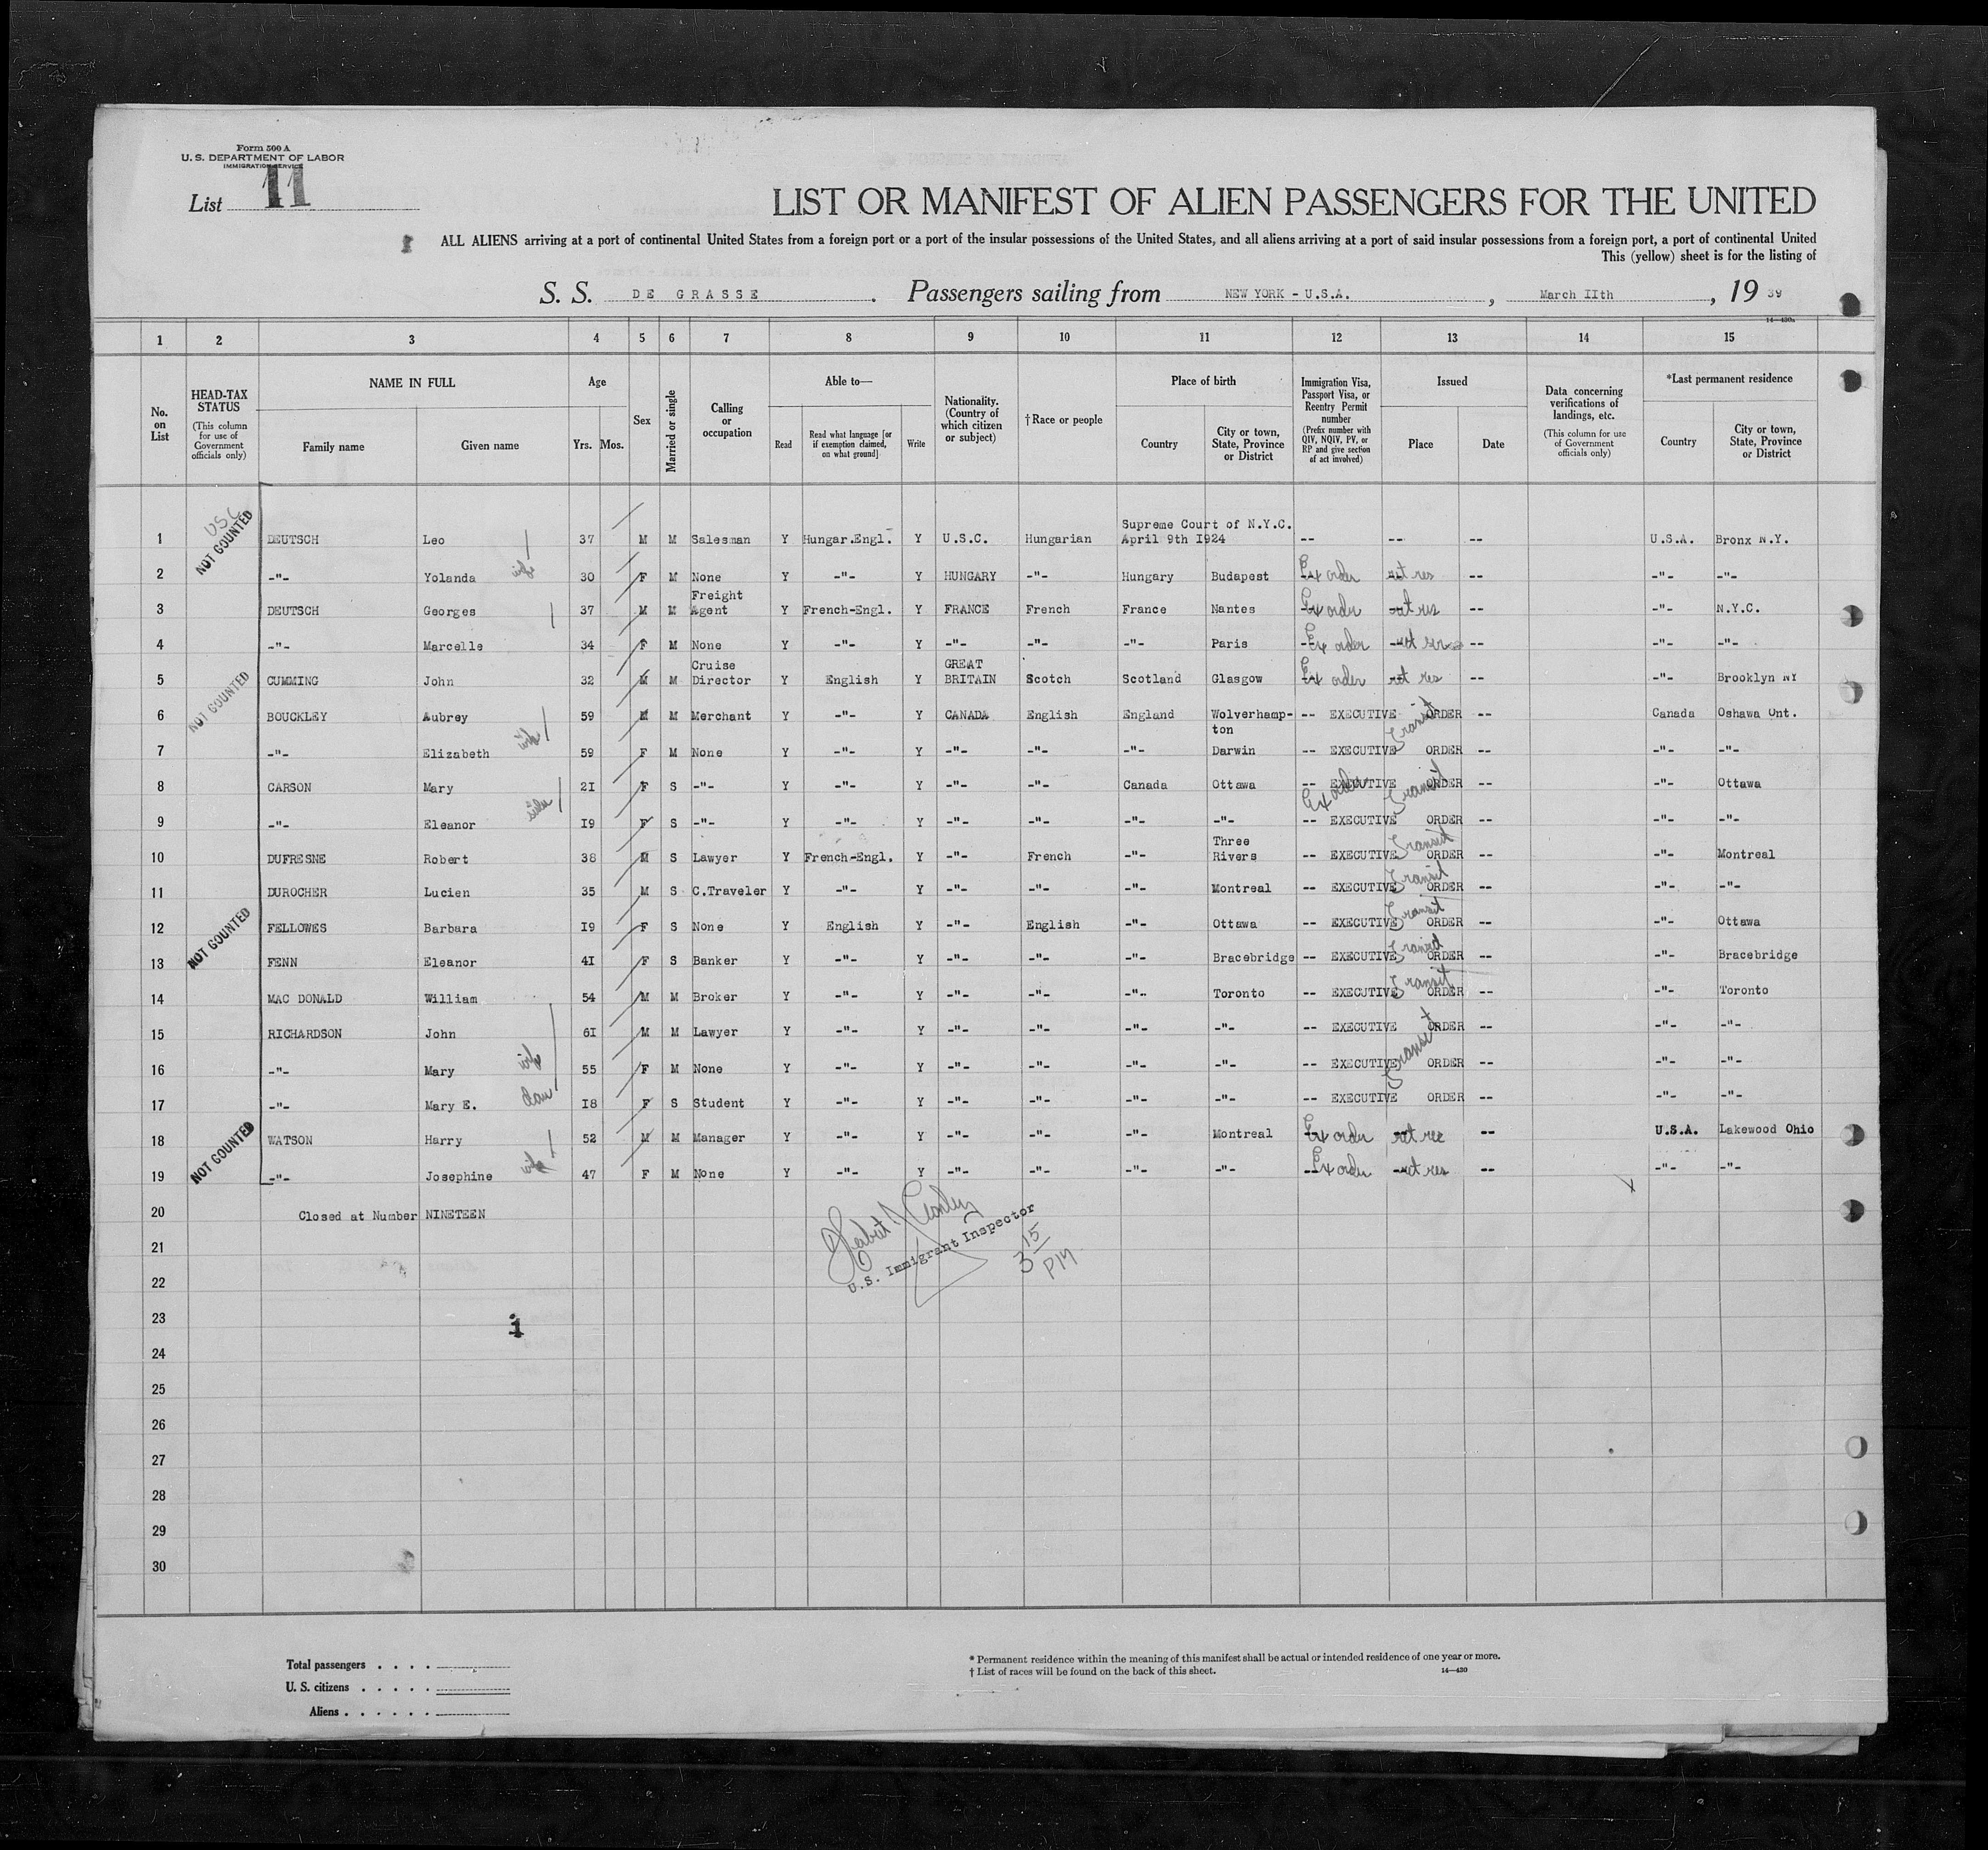 Form 500 A
U. S. DEPARTMENT OF LABOR
IMMIGRATION SERVICE
List 11
LIST OR MANIFEST OF ALIEN PASSENGERS FOR THE UNITED
ALL ALIENS arriving at a port of continental United States from a foreign port or a port of the insular possessions of the United States, and all aliens arriving at a port of said insular possessions from a foreign port, a port of continental United
This (yellow) sheet is for the listing of
S. S. DE GRASSE . Passengers sailing from NEW YORK - U.S.A. , March IIth , 19 39
14—430a
1 2 3 4 5 6 7 8 9 10 11 12 13 14 15
No. on List
HEAD-TAX STATUS (This column for use of Government officials only)
NAME IN FULL Family name Given name
Age Yrs. Mos.
Sex
Married or single
Calling or occupation
Able to— Read Read what language [or if exemption claimed, on what ground] Write
Nationality. (Country of which citizen or subject)
†Race or people
Place of birth Country City or town, State, Province or District
Immigration Visa, Passport Visa, or Reentry Permit number (Prefix number with QIV, NQIV, PV, or RP and give section of act involved)
Issued Place Date
Data concerning verifications of landings, etc. (This column for use of Government officials only)
*Last permanent residence Country City or town, State, Province or District
USC
NOT COUNTED
Supreme Court of N.Y.C.
1 DEUTSCH Leo 37 M M Salesman Y Hungar.Engl. Y U.S.C. Hungarian April 9th I924 -- -- -- U.S.A. Bronx N.Y.
2 -"- Yolanda wife 30 F M None Y -"- Y HUNGARY -"- Hungary Budapest Ex order ret res -- -"- -"-
Freight
3 DEUTSCH Georges 37 M M Agent Y French-Engl. Y FRANCE French France Nantes Ex order ret res -- -"- N.Y.C.
4 -"- Marcelle 34 F M None Y -"- Y -"- -"- -"- Paris Ex order ret -- -"- -"-
Cruise GREAT
NOT COUNTED
5 CUMMING John 32 M M Director Y English Y BRITAIN Scotch Scotland Glasgow Ex order ret res -"- Brooklyn NY
6 BOUCKLEY Aubrey 59 M M Merchant Y -"- Y CANADA English England Wolverhamp- -- EXECUTIVE ORDER -- Canada Oshawa Ont.
ton
Transit
7 -"- Elizabeth wife 59 F M None Y -"- Y -"- -"- -"- Darwin -- EXECUTIVE ORDER -- -"- -"-
8 CARSON Mary 2I F S -"- Y -"- Y -"- -"- Canada Ottawa -- EXECUTIVE ORDER -- -"- Ottawa
Ex order Transit
9 -"- Eleanor I9 F S -"- Y -"- Y -"- -"- -"- -"- -- EXECUTIVE ORDER -- -"- -"-
Three
10 DUFRESNE Robert 38 M S Lawyer Y French-Engl. Y -"- French -"- Rivers -- EXECUTIVE Transit ORDER -- -"- Montreal
11 DUROCHER Lucien 35 M S C.Traveler Y -"- Y -"- -"- -"- Montreal -- EXECUTIVE Transit ORDER -- -"- -"-
NOT COUNTED
12 FELLOWES Barbara I9 F S None Y English Y -"- English -"- Ottawa -- EXECUTIVE Transit ORDER -- -"- Ottawa
13 FENN Eleanor 4I F S Banker Y -"- Y -"- -"- -"- Bracebridge -- EXECUTIVE Transit ORDER -- -"- Bracebridge
14 MAC DONALD William 54 M M Broker Y -"- Y -"- -"- -"- Toronto -- EXECUTIVE Transit ORDER -- -"- Toronto
15 RICHARDSON John 6I M M Lawyer Y -"- Y -"- -"- -"- -"- -- EXECUTIVE ORDER -- -"- -"-
16 -"- Mary wife 55 F M None Y -"- Y -"- -"- -"- -"- -- EXECUTIVE Transit ORDER -- -"- -"-
17 -"- Mary E. dau I8 F S Student Y -"- Y -"- -"- -"- -"- -- EXECUTIVE ORDER -- -"- -"-
NOT COUNTED
18 WATSON Harry 52 M M Manager Y -"- Y -"- -"- -"- Montreal Ex order ret res -- U.S.A. Lakewood Ohio
19 -"- Josephine wife 47 F M None Y -"- Y -"- -"- -"- -"- Ex order ret res -- -"- -"-
20 Closed at Number NINETEEN
U.S. Immigrant Inspector
3 15 PM
21
22
23
24
25
26
27
28
29
30
Total passengers . . . .
U. S. citizens . . . . .
Aliens . . . . . .
* Permanent residence within the meaning of this manifest shall be actual or intended residence of one year or more.
† List of races will be found on the back of this sheet. 14—430